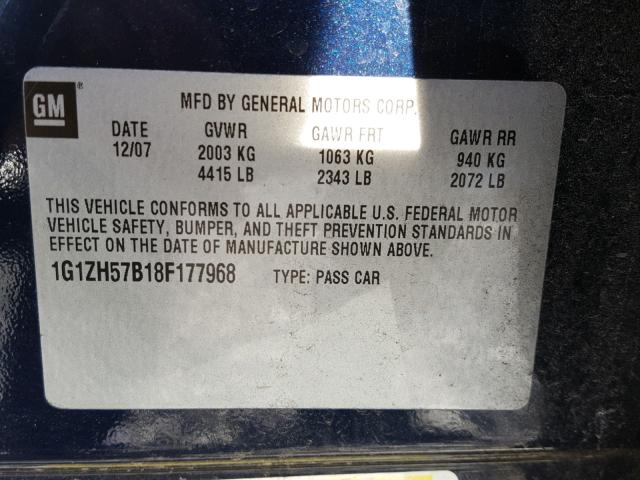 GM®
MFD BY GENERAL MOTORS CORP.
DATE GVWR GAWR FRT GAWR RR
12/07 2003 KG 1063 KG 940 KG
4415 LB 2343 LB 2072 LB
THIS VEHICLE CONFORMS TO ALL APPLICABLE U.S. FEDERAL MOTOR
VEHICLE SAFETY, BUMPER, AND THEFT PREVENTION STANDARDS IN
EFFECT ON THE DATE OF MANUFACTURE SHOWN ABOVE.
1G1ZH57B18F177968 TYPE: PASS CAR